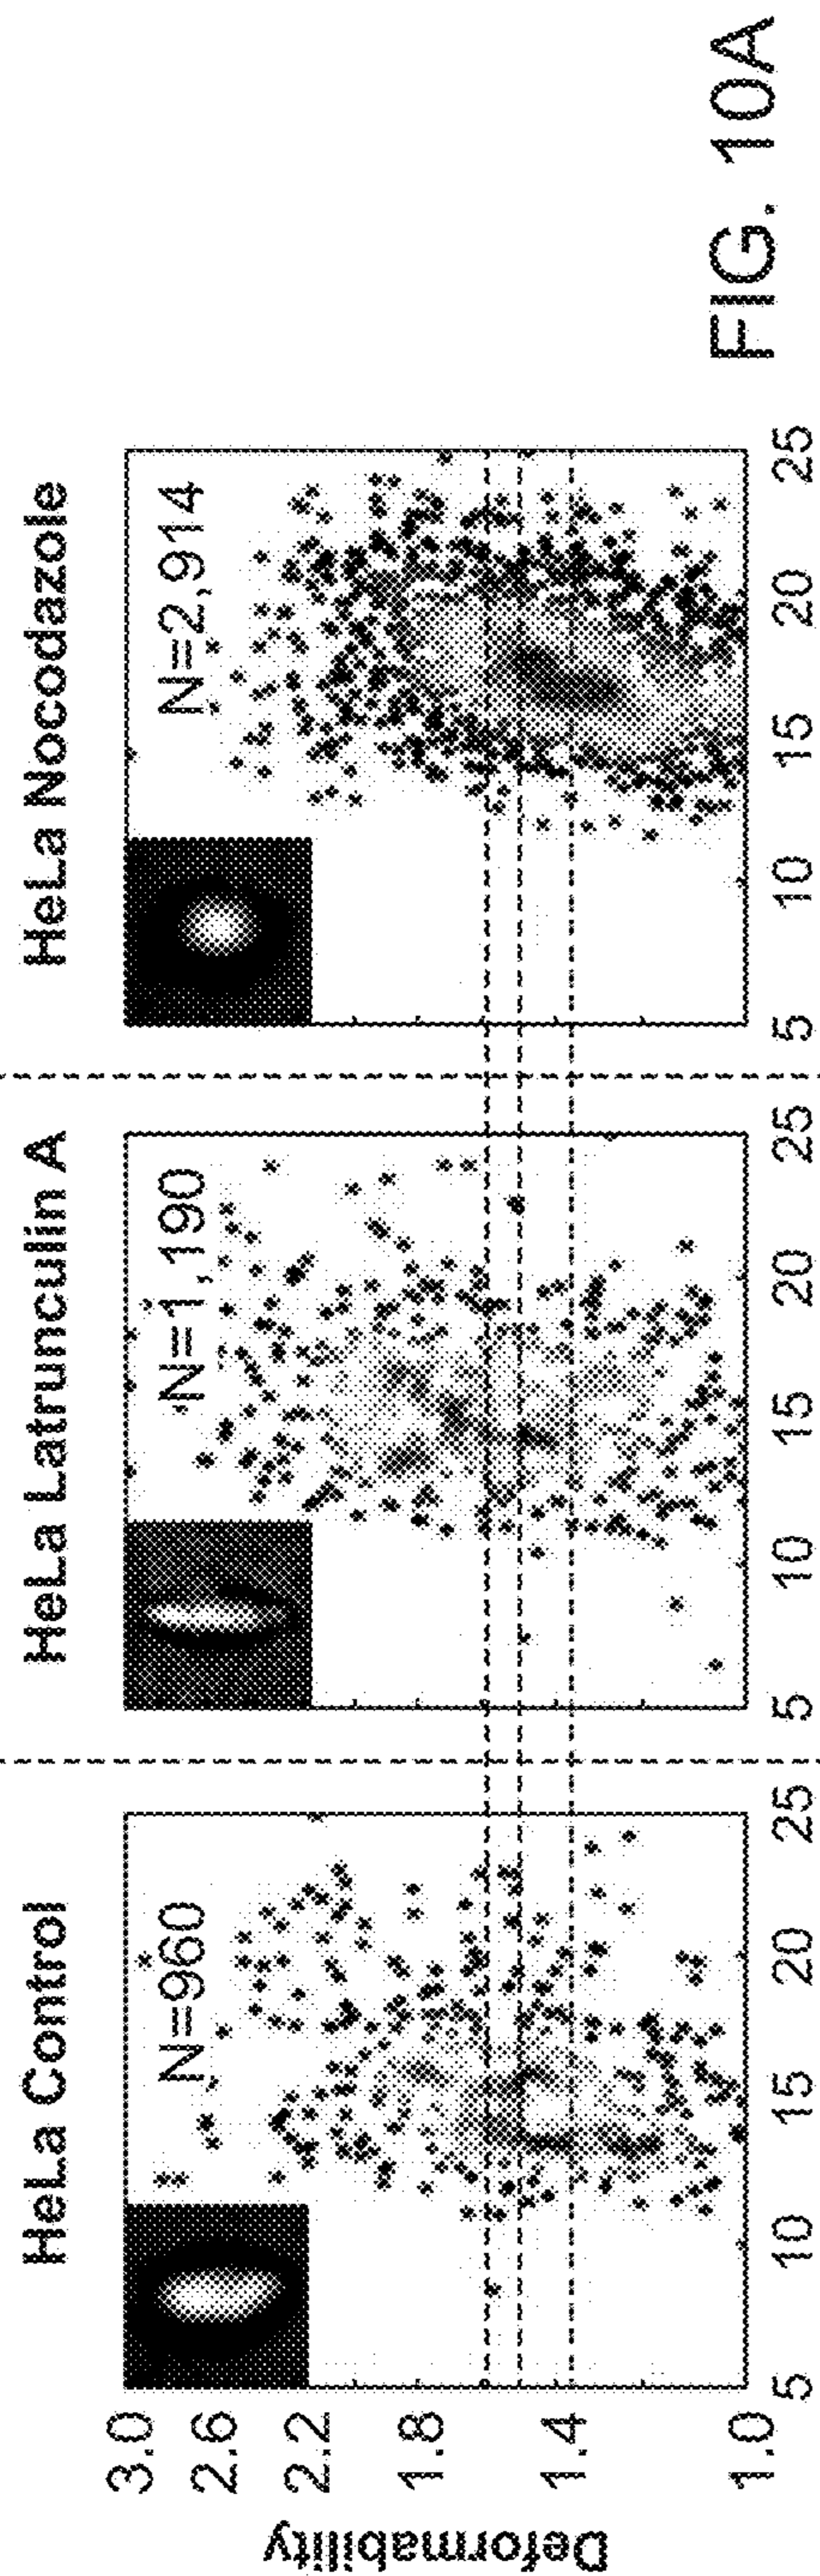 HeLa Control
HeLa Latrunculin A
HeLa Nocodazole
Deformability
3.0
2.6
2.2
1.8
1.4
1.0
N=960
N=1,190
N=2,914
5 10 15 20 25
5 10 15 20 25
5 10 15 20 25
FIG. 10A